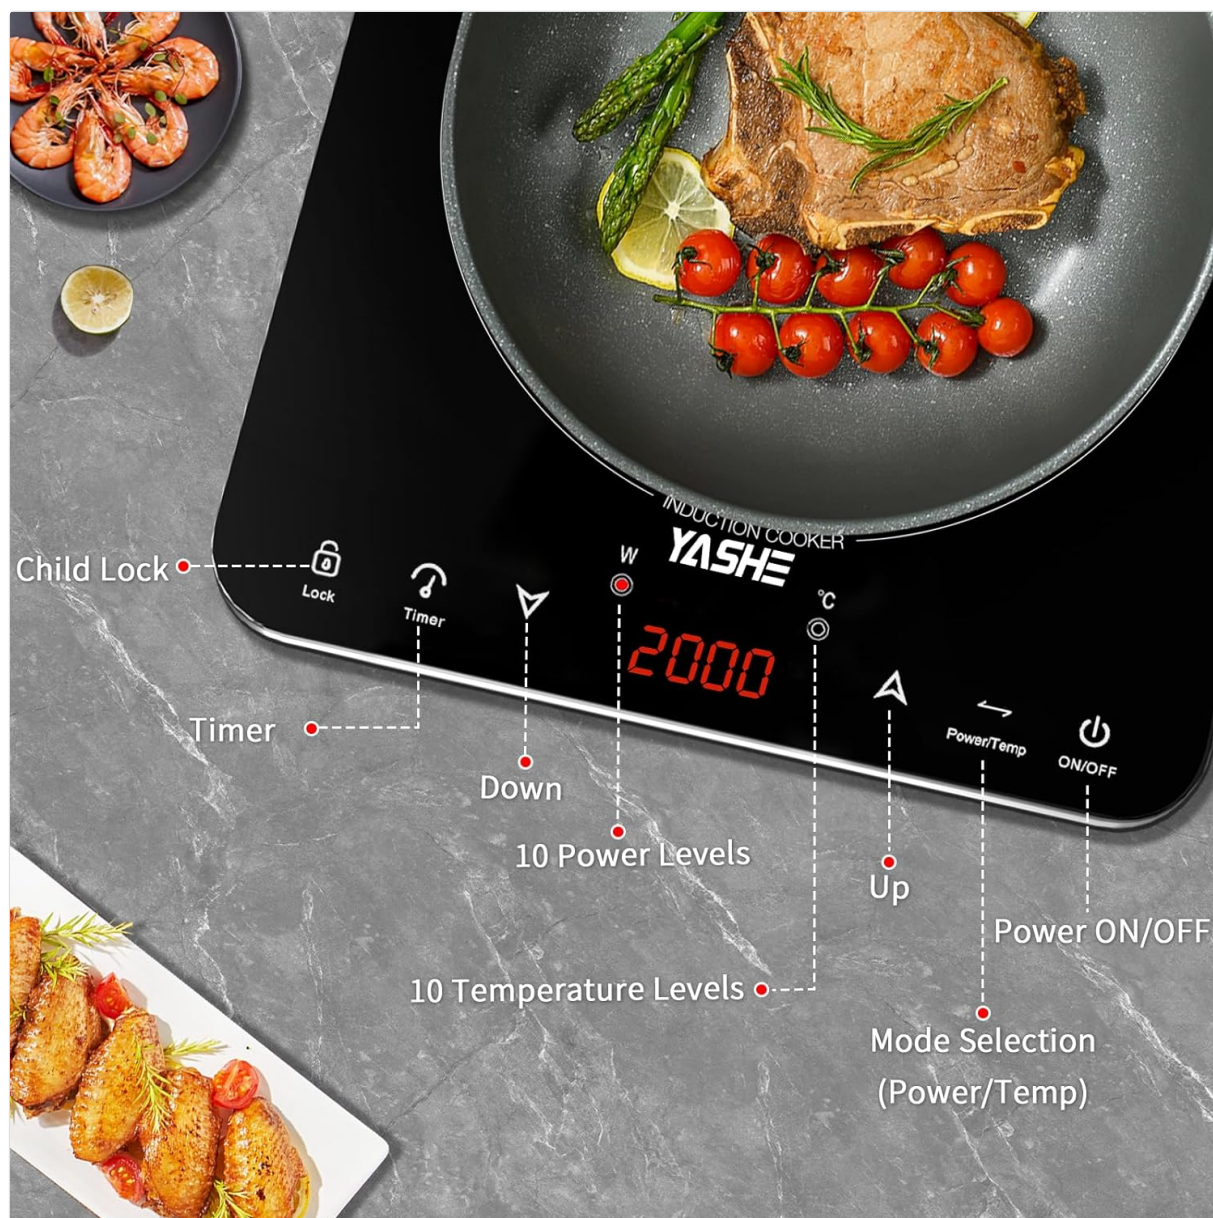 INDUCTION COOKER
YASHE
W
°C
2000
Child Lock
Lock
Timer
Timer
Down
10 Power Levels
Up
Power/Temp
ON/OFF
Power ON/OFF
10 Temperature Levels
Mode Selection
(Power/Temp)